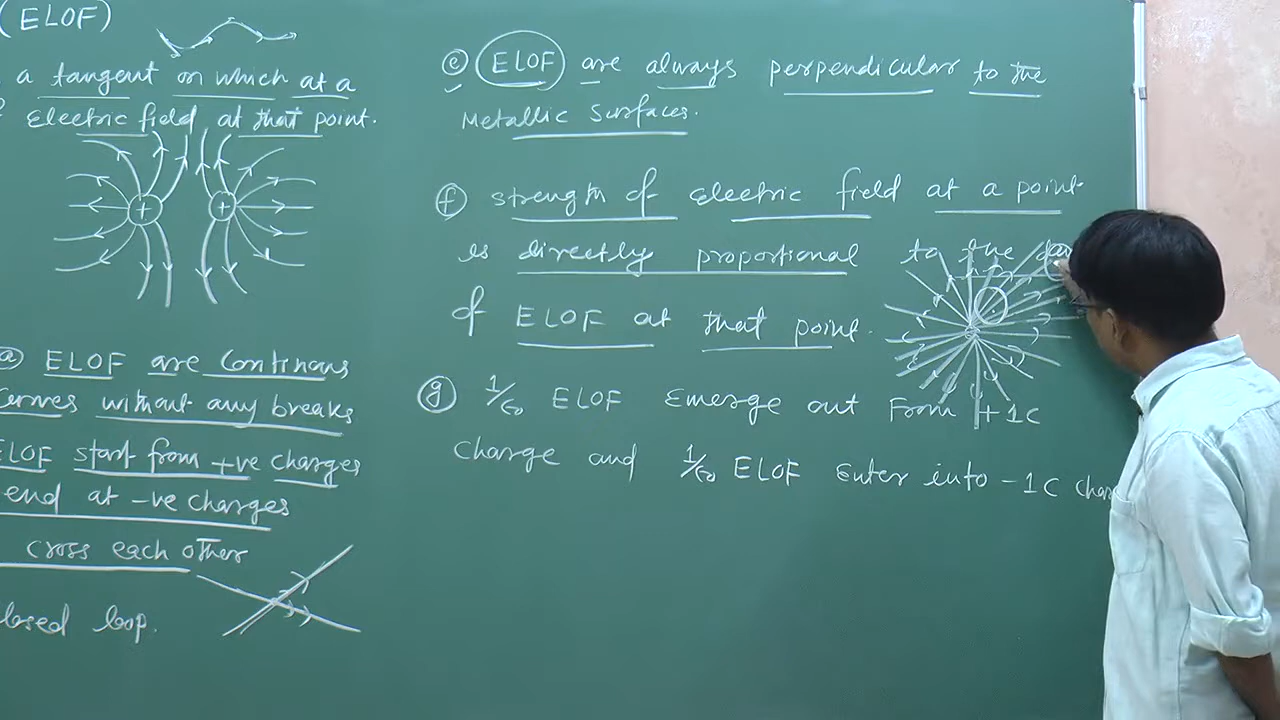 (ELOF)
a tangent on which at a
Electric field at that point.
+ +
(a) ELOF are Continous
Curves without any breaks
ELOF start from +ve charges
end at -ve charges
cross each other
losed loop.
(e) ELOF are always perpendicular to the
Metallic Surfaces.
(f) strength of electric field at a point
is directly proportional to the
of ELOF at that point.
(g) 1/ε0 ELOF Emerge out From +1C
charge and 1/ε0 ELOF Enter into -1C char